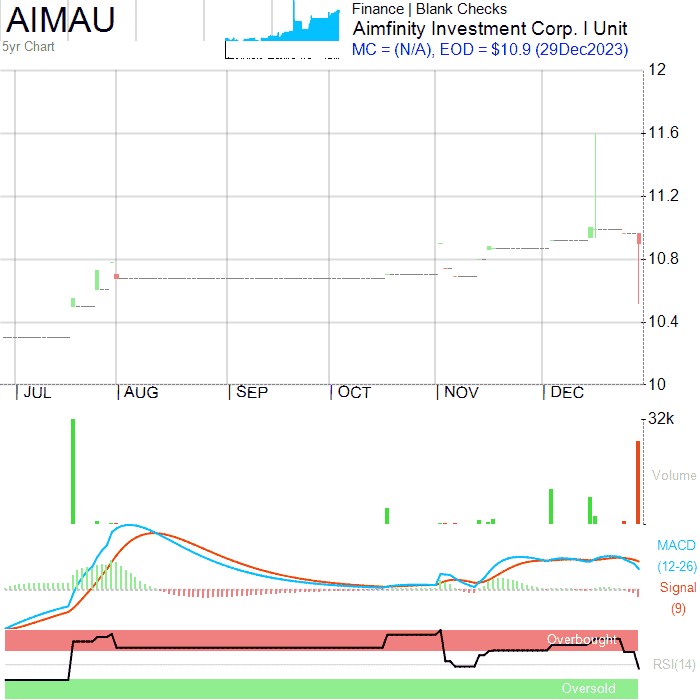 AIMAU
5yr Chart
Finance | Blank Checks
Aimfinity Investment Corp. I Unit
MC = (N/A), EOD = $10.9 (29Dec2023)
12
11.6
11.2
10.8
10.4
10
JUL AUG SEP OCT NOV DEC
32k
Volume
MACD
(12-26)
Signal
(9)
Overbought
RSI(14)
Oversold